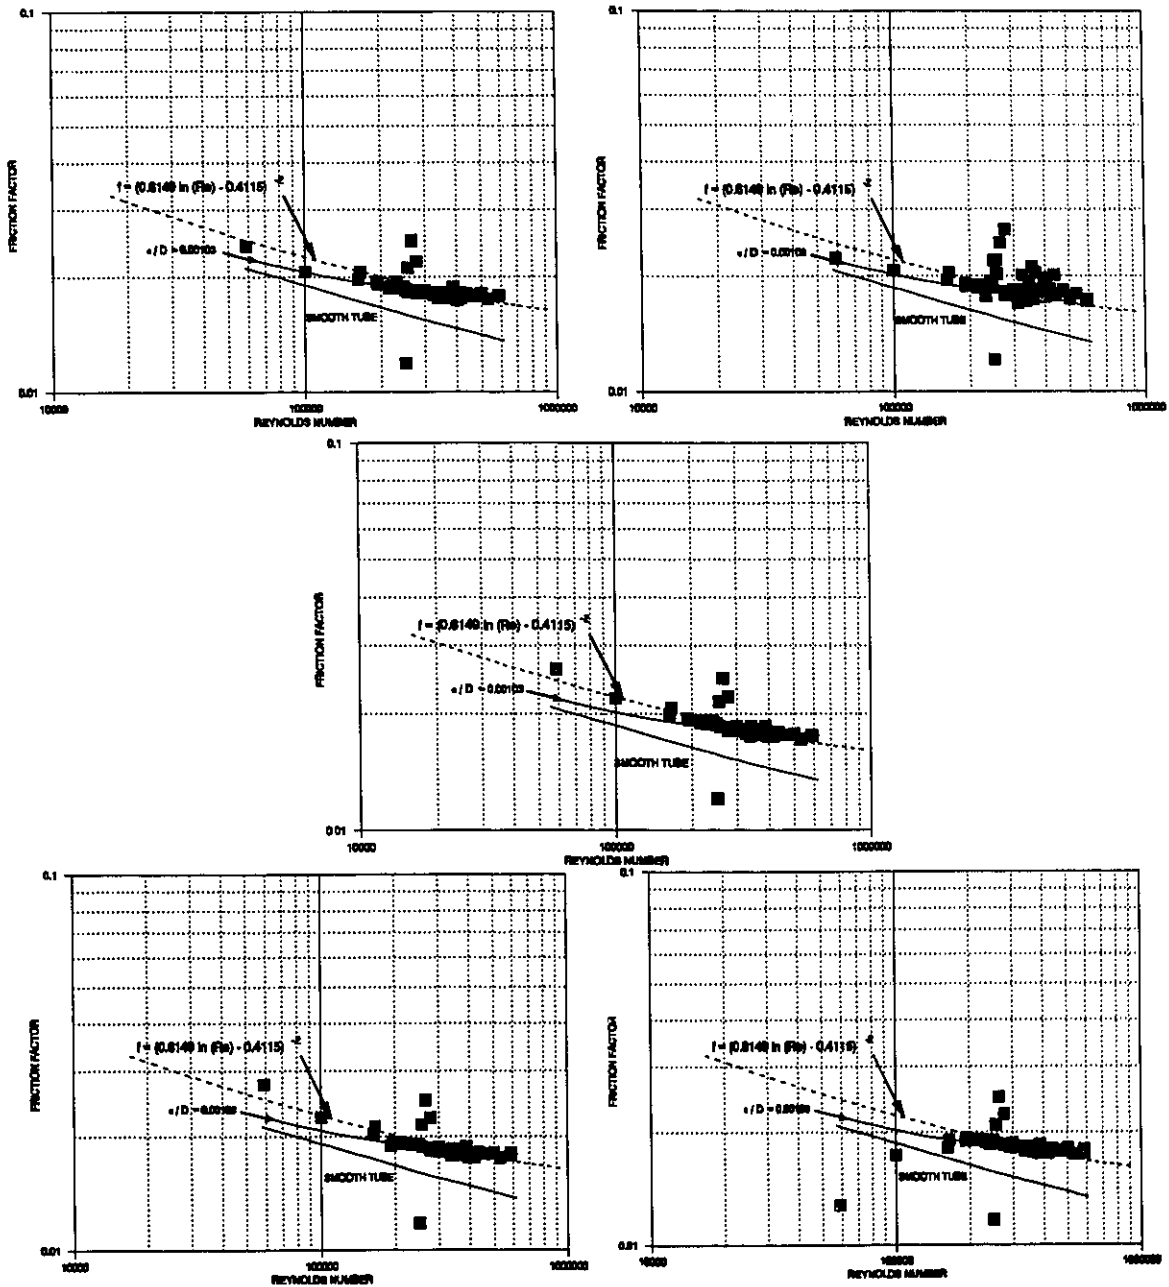 0.1
FRICTION FACTOR
f = (0.8149 ln (Re) - 0.4115)
ε / D = 0.00103
SMOOTH TUBE
0.01
10000
100000
1000000
REYNOLDS NUMBER
0.1
FRICTION FACTOR
f = (0.8149 ln (Re) - 0.4115)
ε / D = 0.00103
SMOOTH TUBE
0.01
10000
100000
1000000
REYNOLDS NUMBER
0.1
FRICTION FACTOR
f = (0.8149 ln (Re) - 0.4115)
ε / D = 0.00103
SMOOTH TUBE
0.01
10000
100000
1000000
REYNOLDS NUMBER
0.1
FRICTION FACTOR
f = (0.8149 ln (Re) - 0.4115)
ε / D = 0.00103
SMOOTH TUBE
0.01
10000
100000
1000000
REYNOLDS NUMBER
0.1
FRICTION FACTOR
f = (0.8149 ln (Re) - 0.4115)
ε / D = 0.00103
SMOOTH TUBE
0.01
10000
100000
1000000
REYNOLDS NUMBER